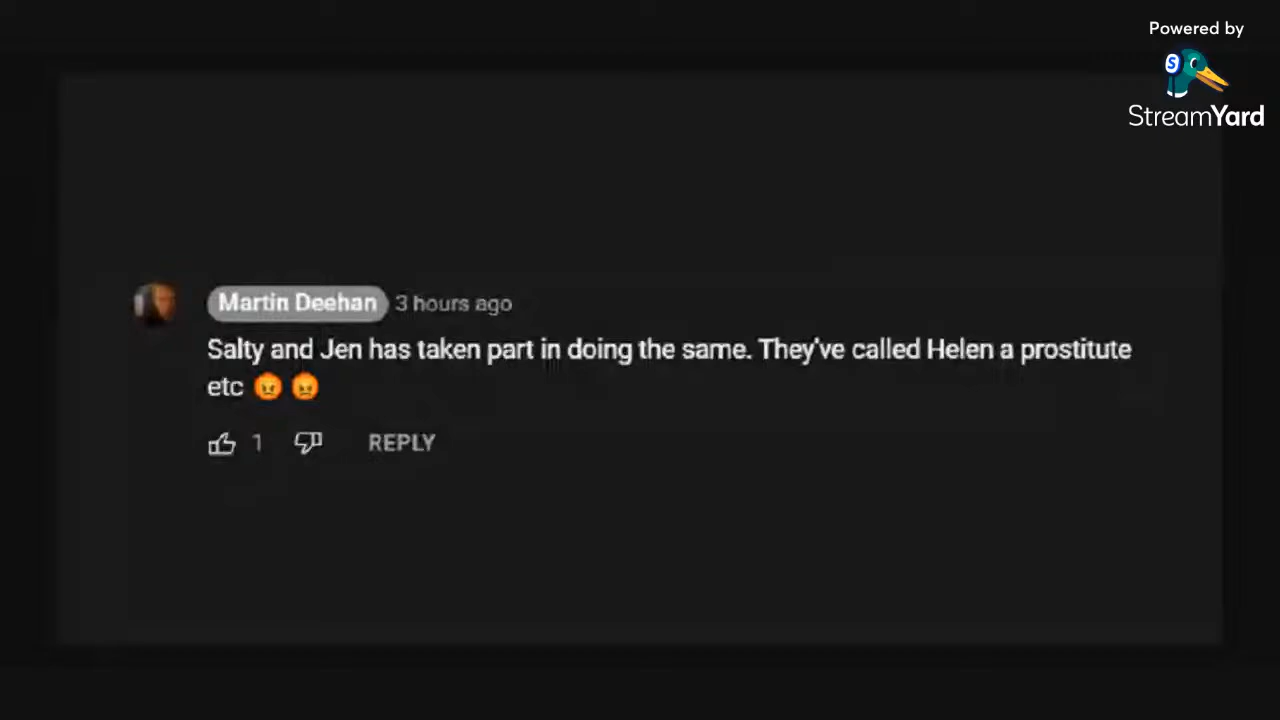 Powered by
S
StreamYard
Martin Deehan 3 hours ago
Salty and Jen has taken part in doing the same. They've called Helen a prostitute
etc 😡 😡
1 REPLY